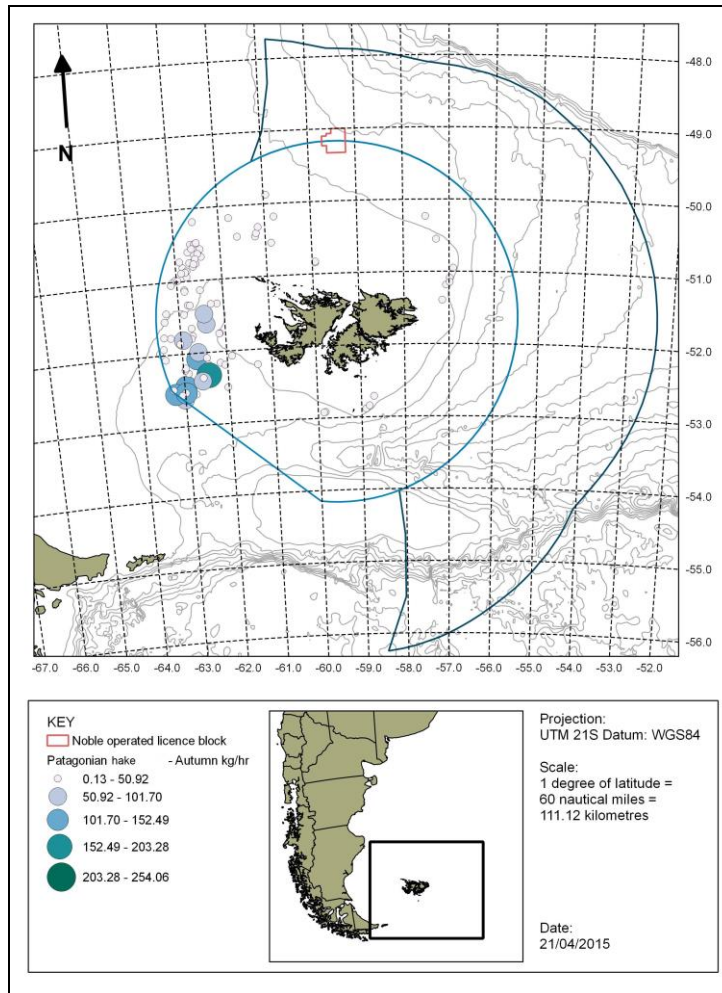 N
-48.0
-49.0
-50.0
-51.0
-52.0
-53.0
-54.0
-55.0
-56.0
-67.0 -66.0 -65.0 -64.0 -63.0 -62.0 -61.0 -60.0 -59.0 -58.0 -57.0 -56.0 -55.0 -54.0 -53.0 -52.0
KEY
Noble operated licence block
Patagonian hake - Autumn kg/hr
0.13 - 50.92
50.92 - 101.70
101.70 - 152.49
152.49 - 203.28
203.28 - 254.06
Projection:
UTM 21S Datum: WGS84
Scale:
1 degree of latitude =
60 nautical miles =
111.12 kilometres
Date:
21/04/2015